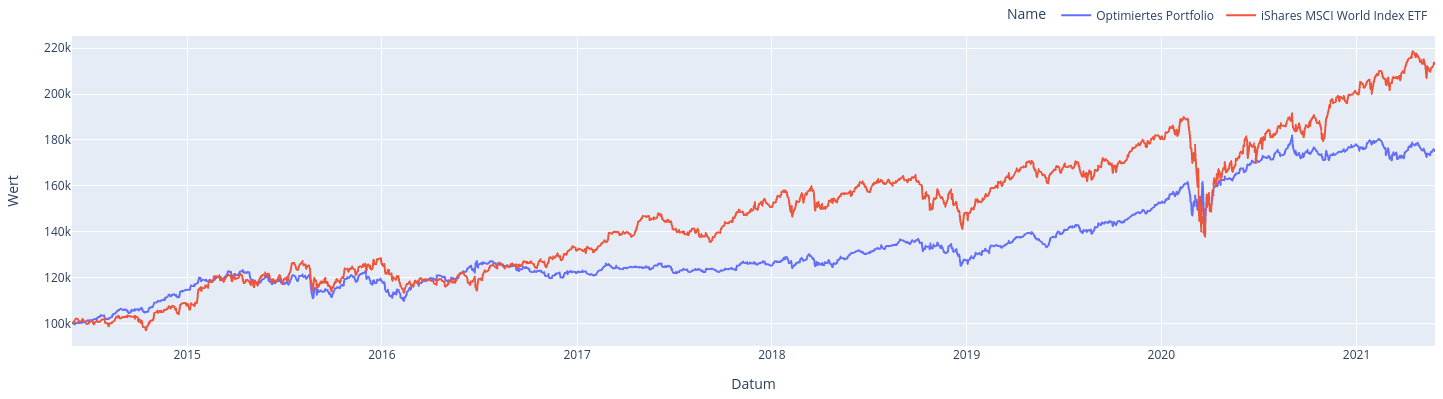 Name Optimiertes Portfolio iShares MSCI World Index ETF
220k
200k
180k
160k
140k
120k
100k
Wert
2015 2016 2017 2018 2019 2020 2021
Datum